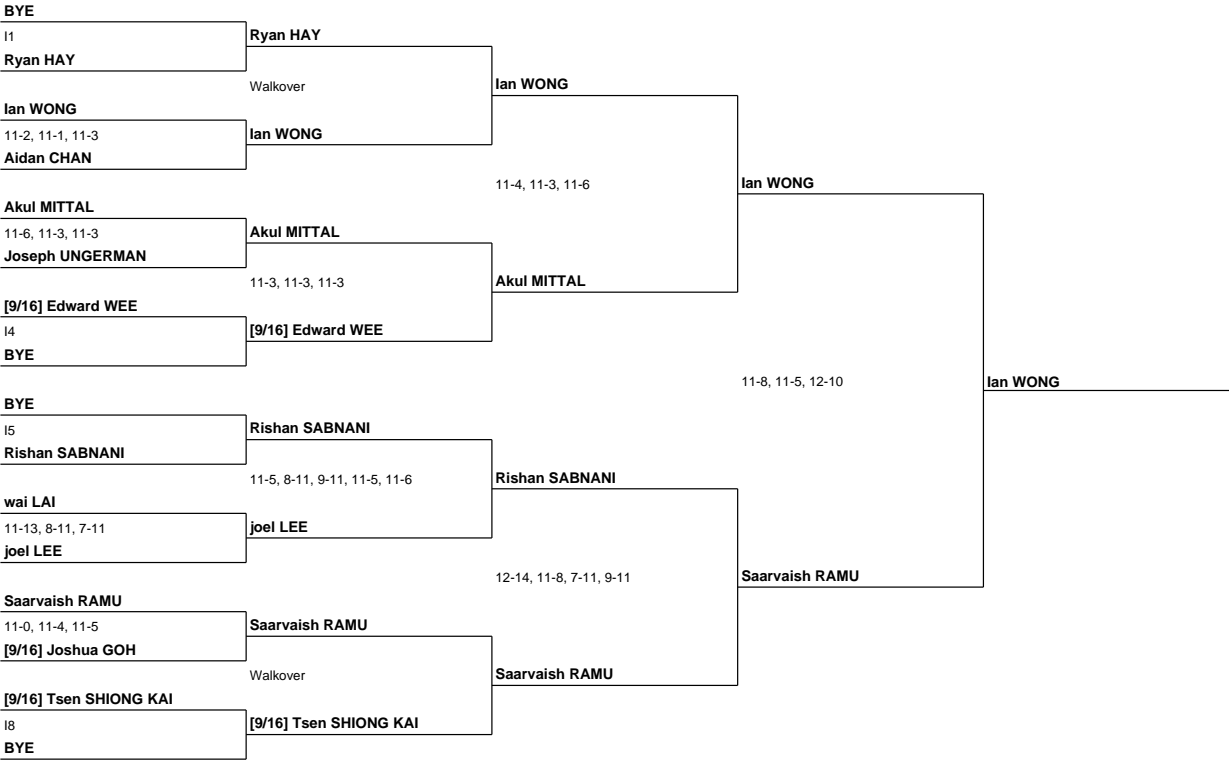 BYE
I1
Ryan HAY
Ian WONG
11-2, 11-1, 11-3
Aidan CHAN
Akul MITTAL
11-6, 11-3, 11-3
Joseph UNGERMAN
[9/16] Edward WEE
I4
BYE
BYE
I5
Rishan SABNANI
wai LAI
11-13, 8-11, 7-11
joel LEE
Saarvaish RAMU
11-0, 11-4, 11-5
[9/16] Joshua GOH
[9/16] Tsen SHIONG KAI
I8
BYE
Ryan HAY
Walkover
Ian WONG
Akul MITTAL
11-3, 11-3, 11-3
[9/16] Edward WEE
Rishan SABNANI
11-5, 8-11, 9-11, 11-5, 11-6
joel LEE
Saarvaish RAMU
Walkover
[9/16] Tsen SHIONG KAI
Ian WONG
11-4, 11-3, 11-6
Akul MITTAL
Rishan SABNANI
12-14, 11-8, 7-11, 9-11
Saarvaish RAMU
Ian WONG
11-8, 11-5, 12-10
Saarvaish RAMU
Ian WONG